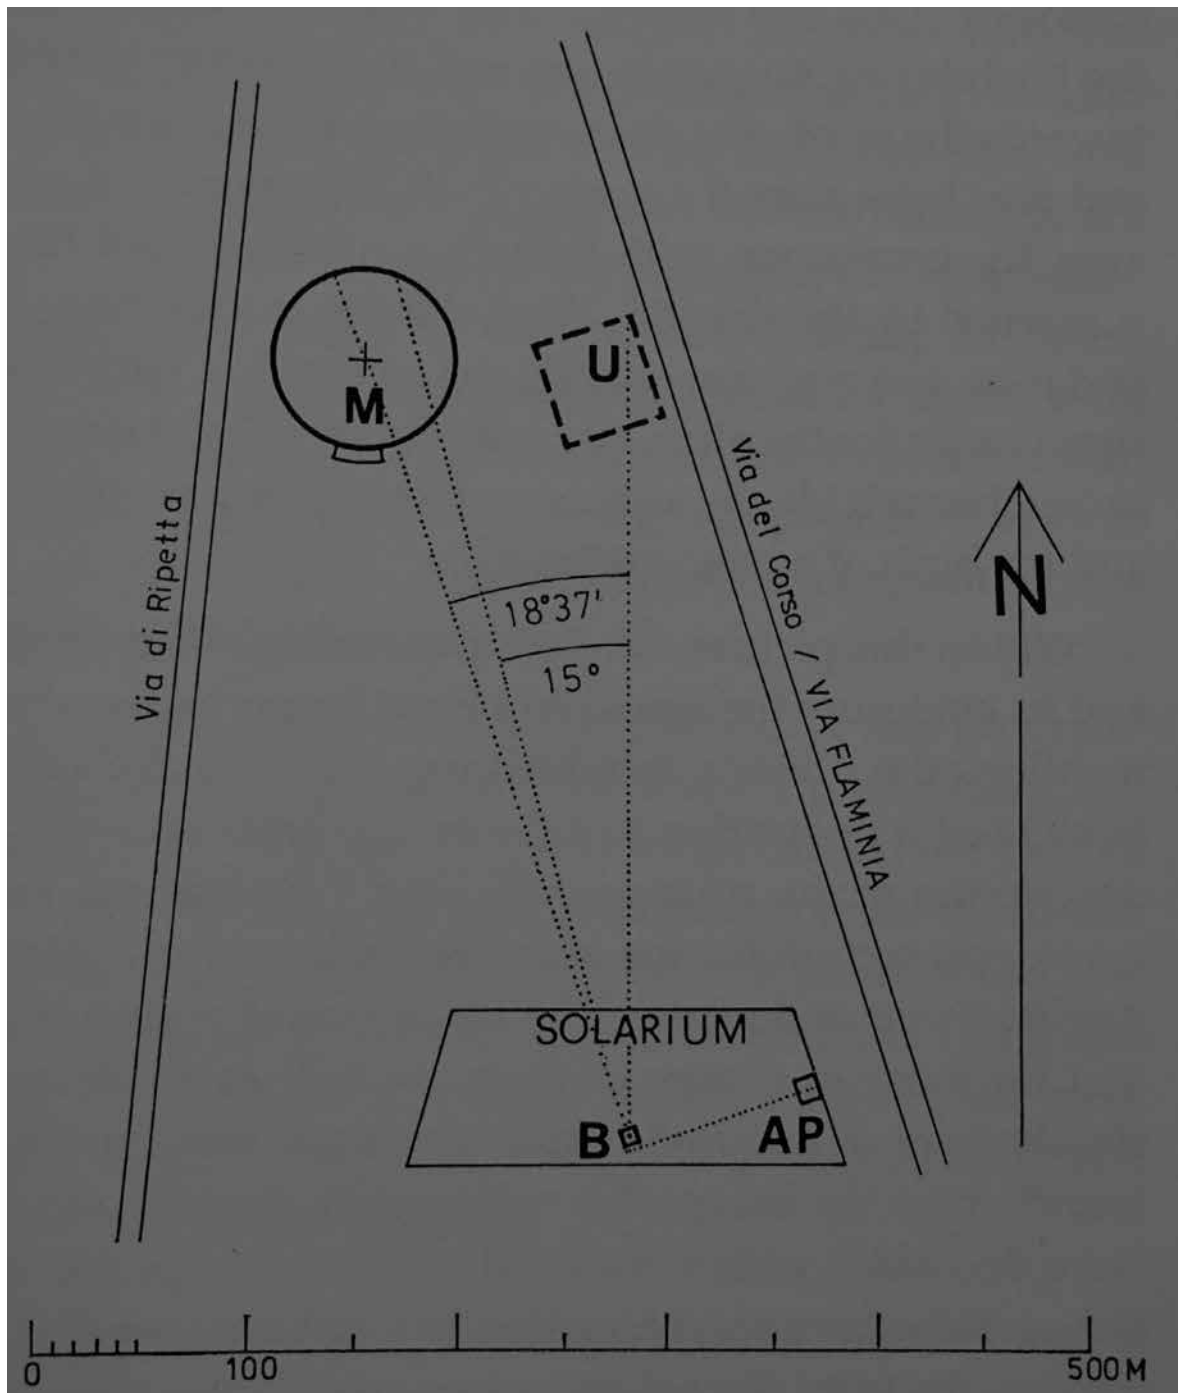 U
M
Via di Ripetta
Via del Corso / VIA FLAMINIA
N
18°37'
15°
SOLARIUM
B
AP
0
100
500 M